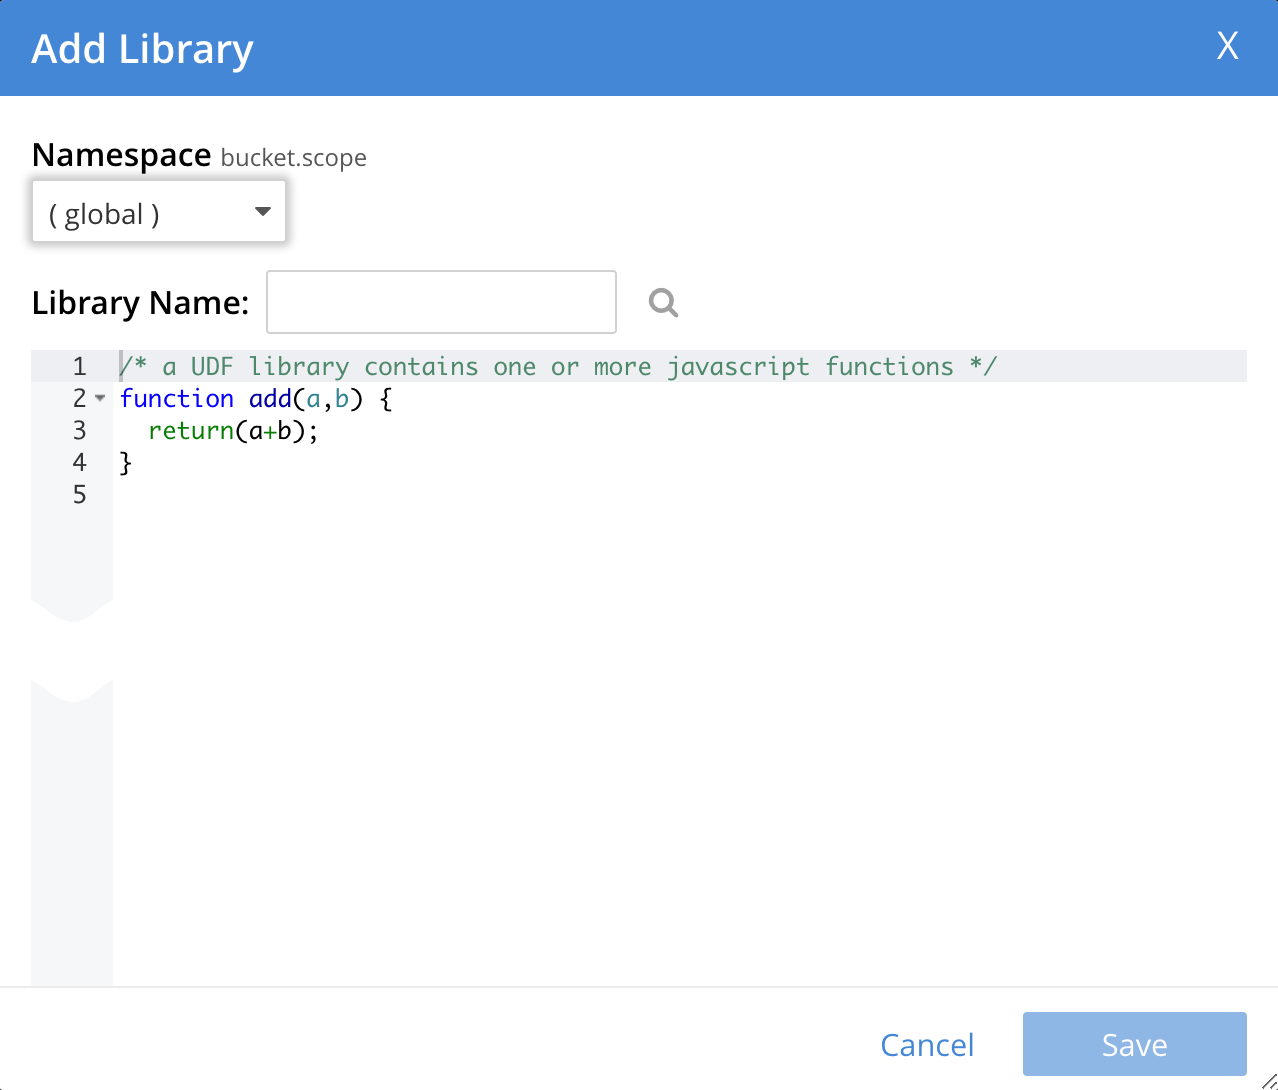 Add Library X
Namespace bucket.scope
( global )
Library Name:
1 /* a UDF library contains one or more javascript functions */
2 function add(a,b) {
3   return(a+b);
4 }
5
Cancel Save